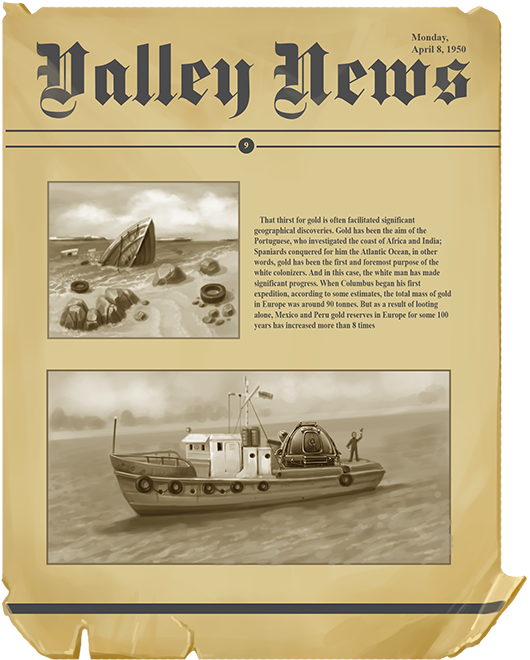 Monday,
April 8, 1950
Valley News
9
That thirst for gold is often facilitated significant
geographical discoveries. Gold has been the aim of the
Portuguese, who investigated the coast of Africa and India;
Spaniards conquered for him the Atlantic Ocean, in other
words, gold has been the first and foremost purpose of the
white colonizers. And in this case, the white man has made
significant progress. When Columbus began his first
expedition, according to some estimates, the total mass of gold
in Europe was around 90 tonnes. But as a result of looting
alone, Mexico and Peru gold reserves in Europe for some 100
years has increased more than 8 times